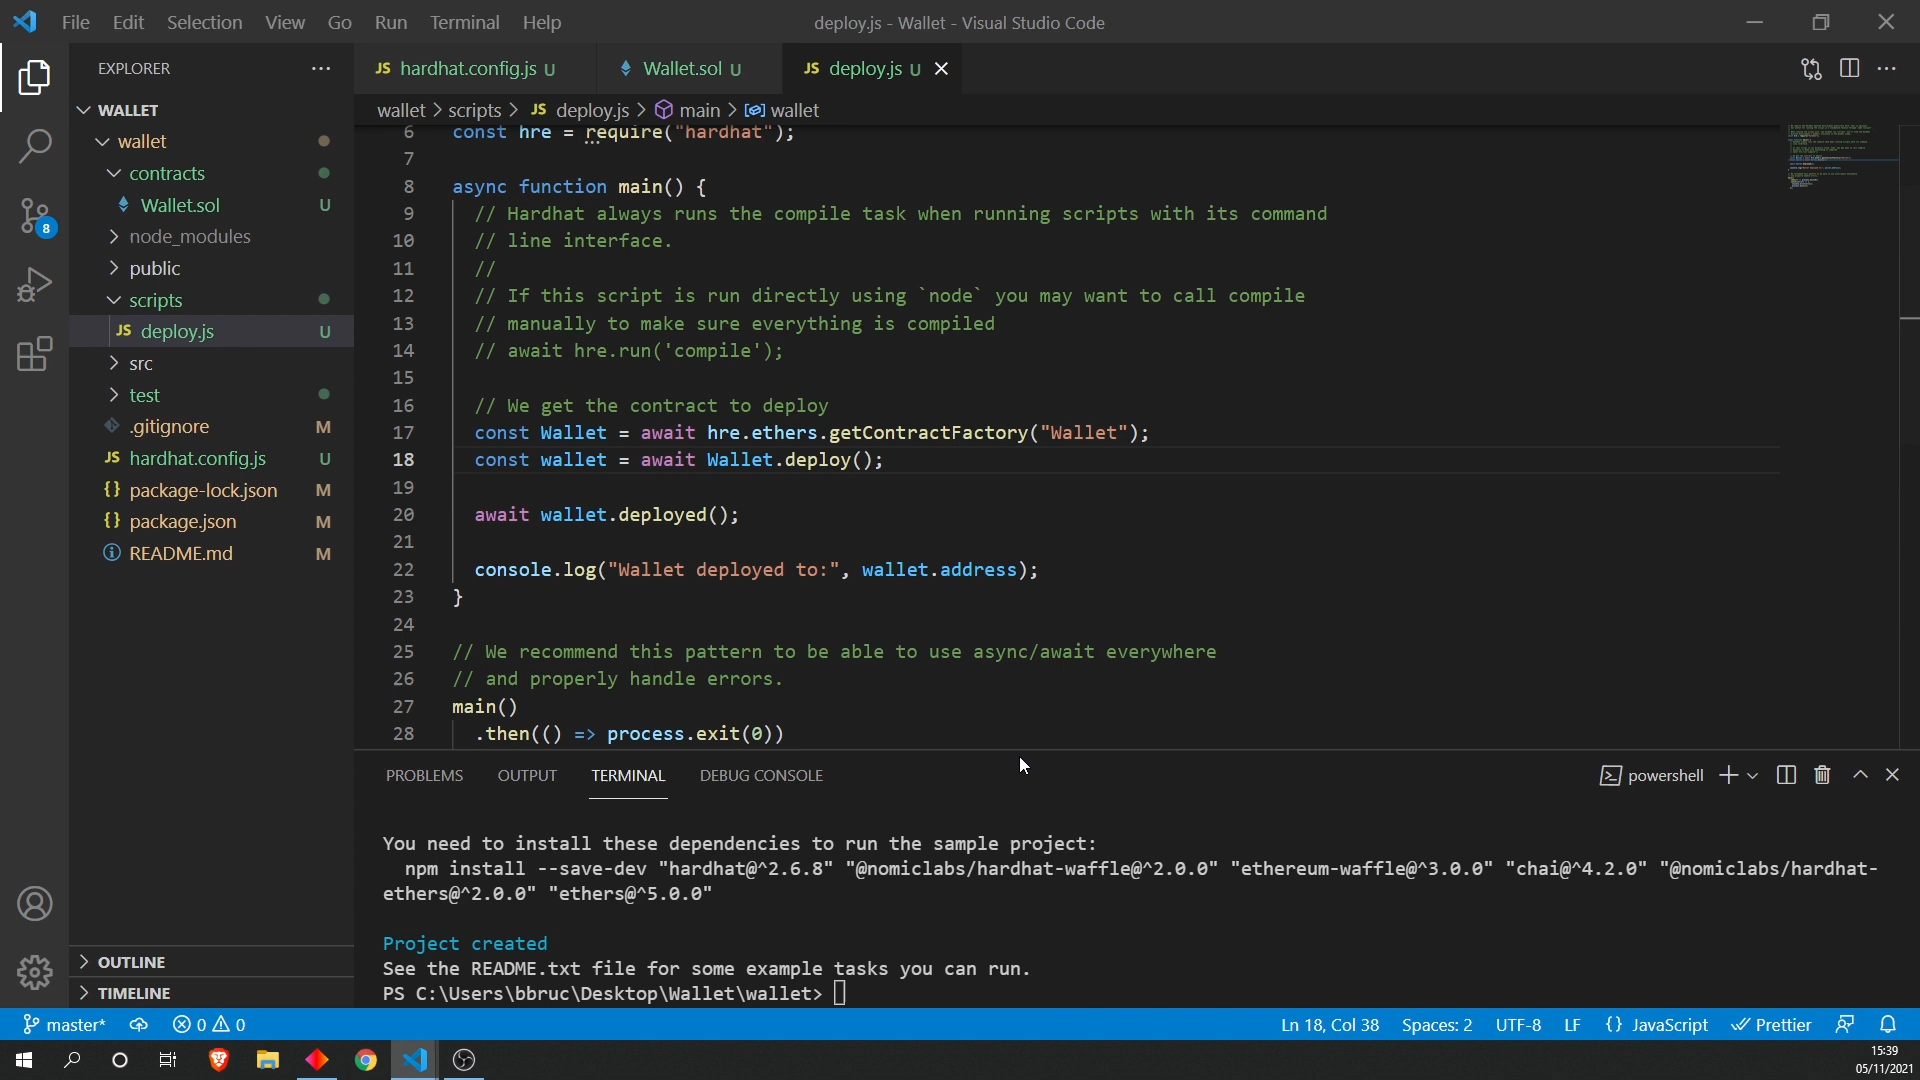 File Edit Selection View Go Run Terminal Help
deploy.js - Wallet - Visual Studio Code
EXPLORER
JS hardhat.config.js U
Wallet.sol U
JS deploy.js U
WALLET
wallet
contracts
Wallet.sol U
node_modules
public
scripts
JS deploy.js U
src
test
.gitignore M
JS hardhat.config.js U
{} package-lock.json M
{} package.json M
README.md M
OUTLINE
TIMELINE
8
wallet > scripts > JS deploy.js > main > wallet
6 const hre = require("hardhat");
7
8 async function main() {
9 // Hardhat always runs the compile task when running scripts with its command
10 // line interface.
11 //
12 // If this script is run directly using `node` you may want to call compile
13 // manually to make sure everything is compiled
14 // await hre.run('compile');
15
16 // We get the contract to deploy
17 const Wallet = await hre.ethers.getContractFactory("Wallet");
18 const wallet = await Wallet.deploy();
19
20 await wallet.deployed();
21
22 console.log("Wallet deployed to:", wallet.address);
23 }
24
25 // We recommend this pattern to be able to use async/await everywhere
26 // and properly handle errors.
27 main()
28 .then(() => process.exit(0))
PROBLEMS OUTPUT TERMINAL DEBUG CONSOLE
powershell
You need to install these dependencies to run the sample project:
npm install --save-dev "hardhat@^2.6.8" "@nomiclabs/hardhat-waffle@^2.0.0" "ethereum-waffle@^3.0.0" "chai@^4.2.0" "@nomiclabs/hardhat-
ethers@^2.0.0" "ethers@^5.0.0"
Project created
See the README.txt file for some example tasks you can run.
PS C:\Users\bbruc\Desktop\Wallet\wallet>
master* 0 0
Ln 18, Col 38 Spaces: 2 UTF-8 LF {} JavaScript Prettier
15:39
05/11/2021